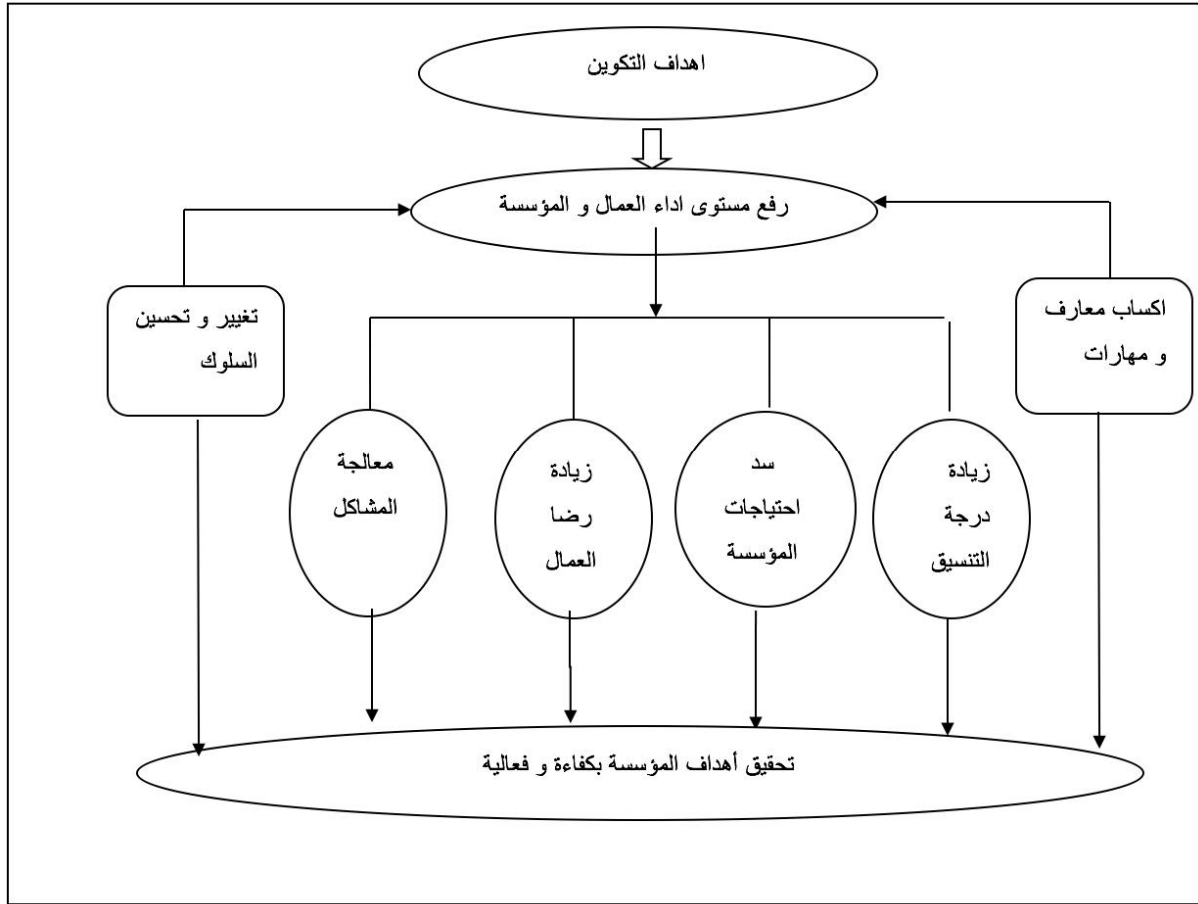 اهداف التكوين
رفع مستوى اداء العمال و المؤسسة
اكساب معارف
و مهارات
تغيير و تحسين
السلوك
زيادة
درجة
التنسيق
سد
احتياجات
المؤسسة
زيادة
رضا
العمال
معالجة
المشاكل
تحقيق أهداف المؤسسة بكفاءة و فعالية